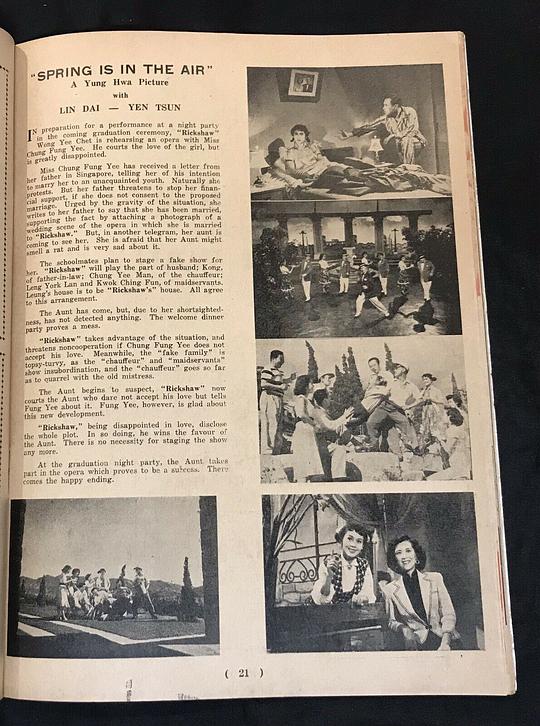 "SPRING IS IN THE AIR"
A Yung Hwa Picture
with
LIN DAI — YEN TSUN
IN preparation for a performance at a night party
in the coming graduation ceremony, "Rickshaw"
Wong Yee Chet is rehearsing an opera with Miss
Chung Fung Yee. He courts the love of the girl, but
is greatly disappointed.
Miss Chung Fung Yee has received a letter from
her father in Singapore, telling her of his intention
to marry her to an unacquainted youth. Naturally she
protests. But her father threatens to stop her finan-
cial support, if she does not consent to the proposed
marriage. Urged by the gravity of the situation, she
writes to her father to say that she has been married,
supporting the fact by attaching a photograph of a
wedding scene of the opera in which she is married
to "Rickshaw." But, in another telegram, her aunt is
coming to see her. She is afraid that her Aunt might
smell a rat and is very sad about it.
The schoolmates plan to stage a fake show for
her. "Rickshaw" will play the part of husband; Kong,
of father-in-law; Chung Yee Man, of the chauffeur;
Leng York Lan and Kwok Ching Fun, of maidservants.
Leung's house is to be "Rickshaw's" house. All agree
to this arrangement.
The Aunt has come, but, due to her shortsighted-
ness, has not detected anything. The welcome dinner
party proves a mess.
"Rickshaw" takes advantage of the situation, and
threatens noncooperation if Chung Fung Yee does not
accept his love. Meanwhile, the "fake family" is
topsy-turvy, as the "chauffeur" and "maidservants"
show insubordination, and the "chauffeur" goes so far
as to quarrel with the old mistress.
The Aunt begins to suspect, "Rickshaw" now
courts the Aunt who dare not accept his love but tells
Fung Yee about it. Fung Yee, however, is glad about
this new development.
"Rickshaw," being disappointed in love, disclose
the whole plot. In so doing, he wins the favour of
the Aunt. There is no necessity for staging the show
any more.
At the graduation night party, the Aunt takes
part in the opera which proves to be a success. There
comes the happy ending.
( 21 )